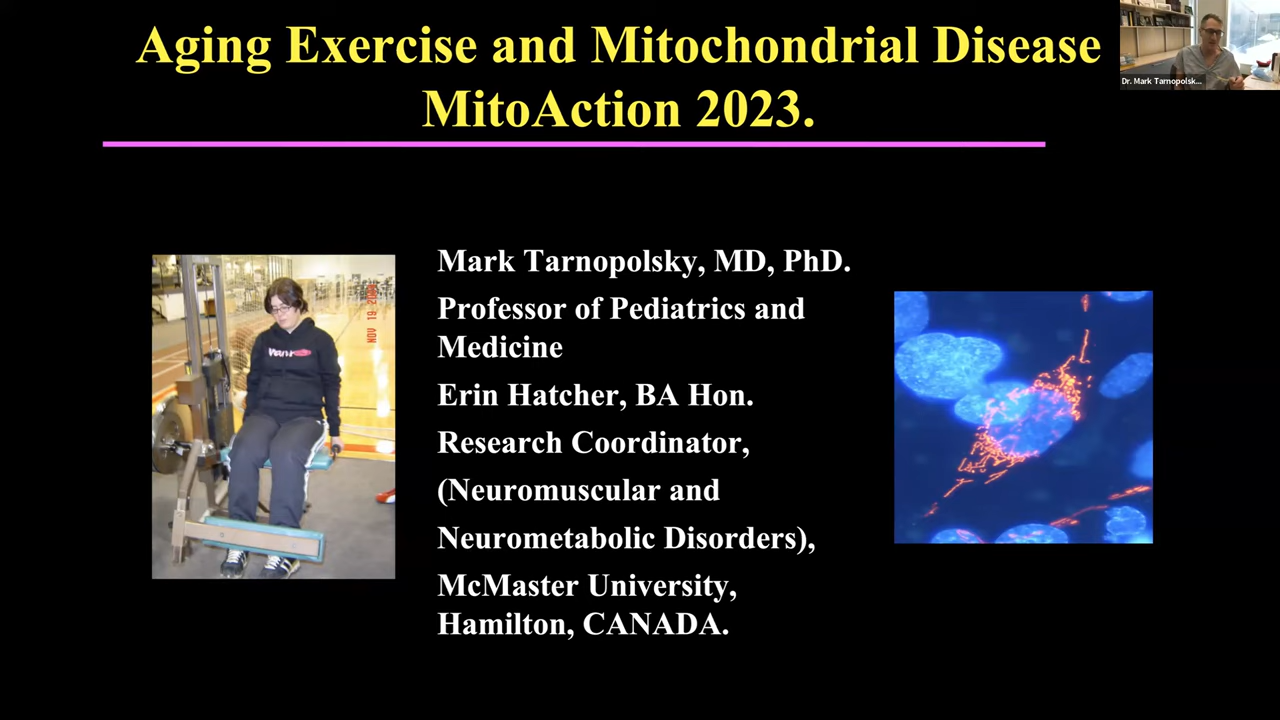 Aging Exercise and Mitochondrial Disease
MitoAction 2023.
Dr. Mark Tarnopolsk...
Mark Tarnopolsky, MD, PhD.
Professor of Pediatrics and
Medicine
Erin Hatcher, BA Hon.
Research Coordinator,
(Neuromuscular and
Neurometabolic Disorders),
McMaster University,
Hamilton, CANADA.